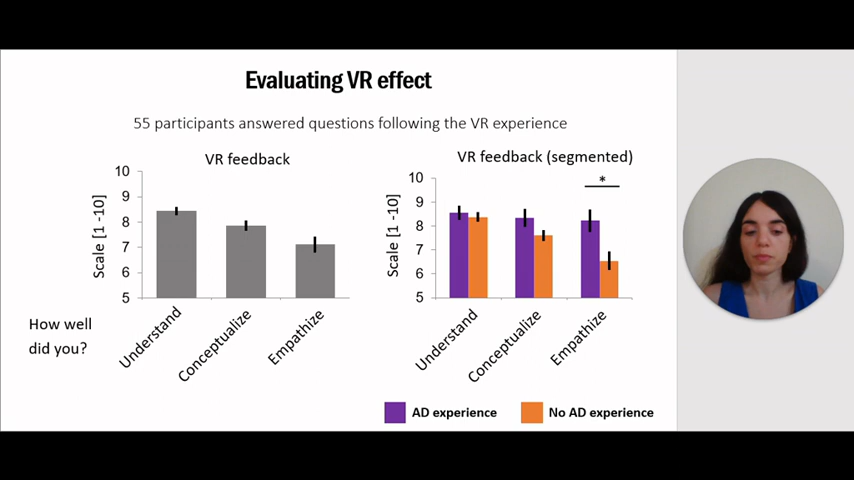 Evaluating VR effect
55 participants answered questions following the VR experience
VR feedback
10
9
8
7
6
5
Scale [1 -10]
Understand
Conceptualize
Empathize
How well
did you?
VR feedback (segmented)
*
10
9
8
7
6
5
Scale [1 -10]
Understand
Conceptualize
Empathize
AD experience
No AD experience